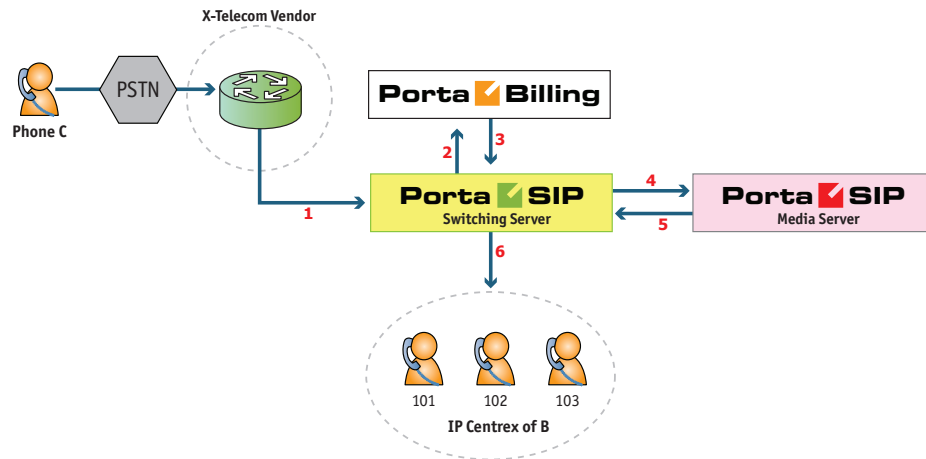 X-Telecom Vendor
PSTN
Phone C
Porta Billing
2
3
1
Porta SIP
Switching Server
4
5
Porta SIP
Media Server
6
101 102 103
IP Centrex of B